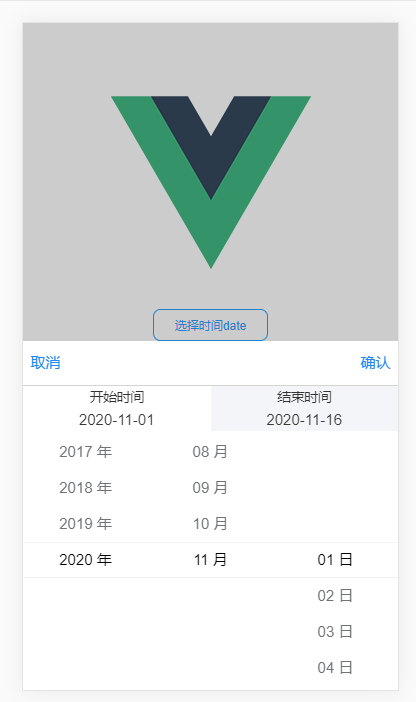 选择时间date
取消 确认
开始时间 结束时间
2020-11-01 2020-11-16
2017 年 08 月
2018 年 09 月
2019 年 10 月
2020 年 11 月 01 日
02 日
03 日
04 日